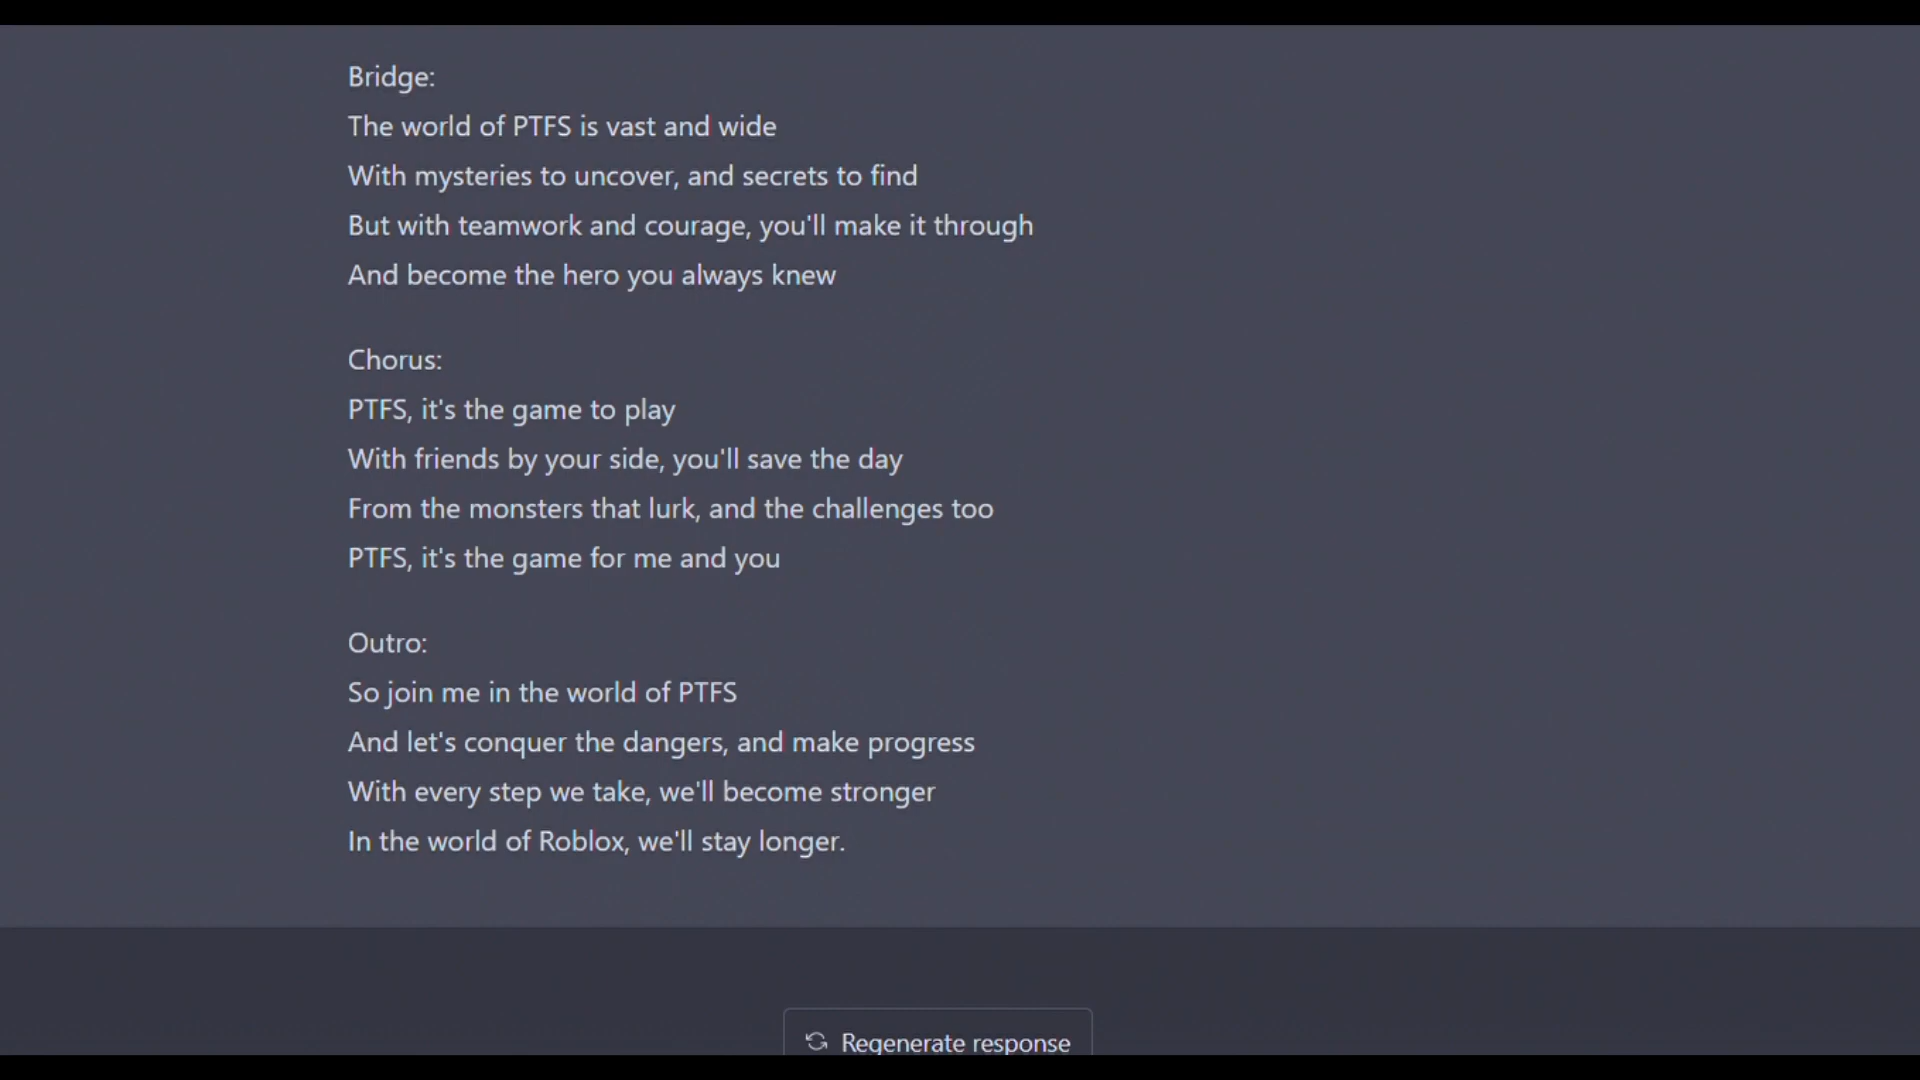 Bridge:
The world of PTFS is vast and wide
With mysteries to uncover, and secrets to find
But with teamwork and courage, you'll make it through
And become the hero you always knew
Chorus:
PTFS, it's the game to play
With friends by your side, you'll save the day
From the monsters that lurk, and the challenges too
PTFS, it's the game for me and you
Outro:
So join me in the world of PTFS
And let's conquer the dangers, and make progress
With every step we take, we'll become stronger
In the world of Roblox, we'll stay longer.
Regenerate response